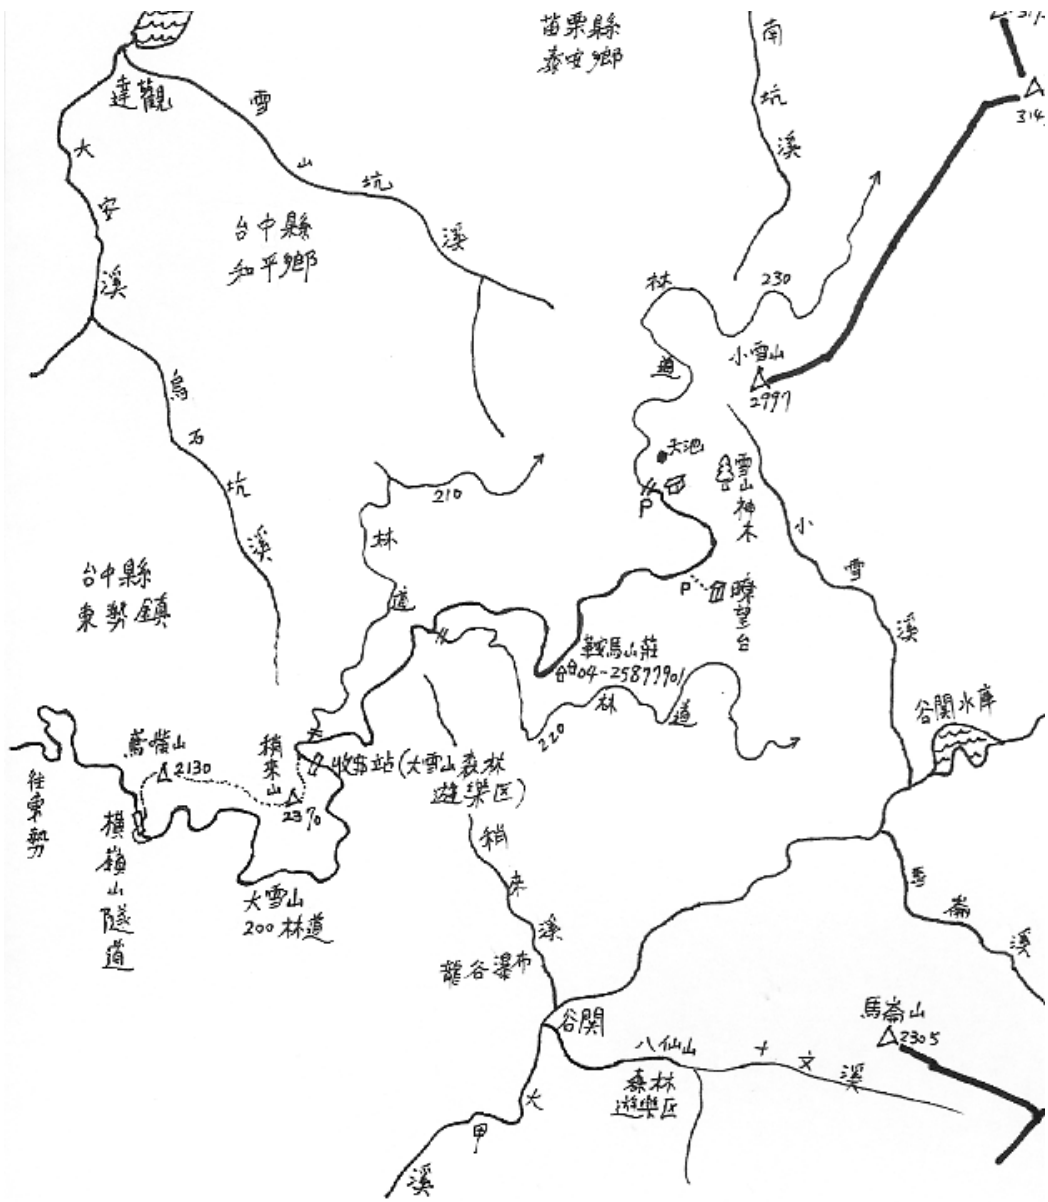 苗栗縣
泰安鄉
南坑溪
達觀
雪山坑溪
大安溪
台中縣
和平鄉
林道
230
小雪山
2997
烏石坑溪
天池
雪山神木
210
林道
P
小雪溪
台中縣
東勢鎮
P
瞭望台
鞍馬山莊
04-25877901
220
林道
谷関水庫
鳶嘴山
2130
稍來山
2370
收費站(大雪山森林
遊樂区)
往東勢
橫嶺山隧道
大雪山
200林道
稍來溪
馬崙溪
龍谷瀑布
谷関
馬崙山
2305
八仙山
森林
遊樂区
十文溪
大甲溪